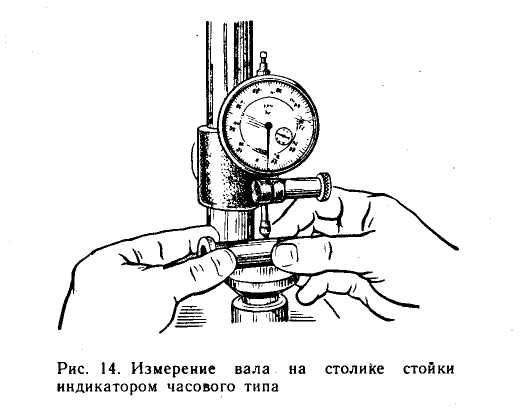 Рис. 14. Измерение вала на столике стойки
индикатором часового типа